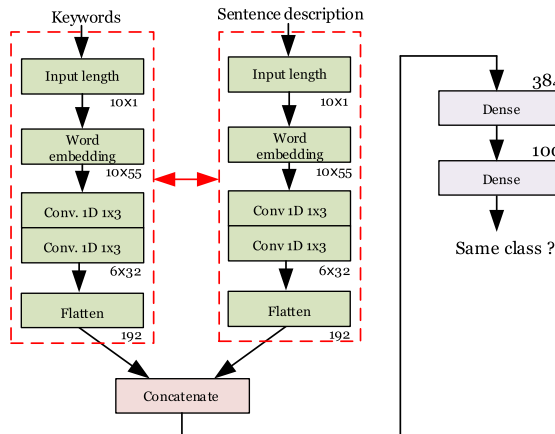 Keywords
Input length
10x1
Word
embedding
10x55
Conv. 1D 1x3
Conv. 1D 1x3
6x32
Flatten
192
Sentence description
Input length
10x1
Word
embedding
10x55
Conv 1D 1x3
Conv 1D 1x3
6x32
Flatten
192
Concatenate
Dense
Dense
Same class ?